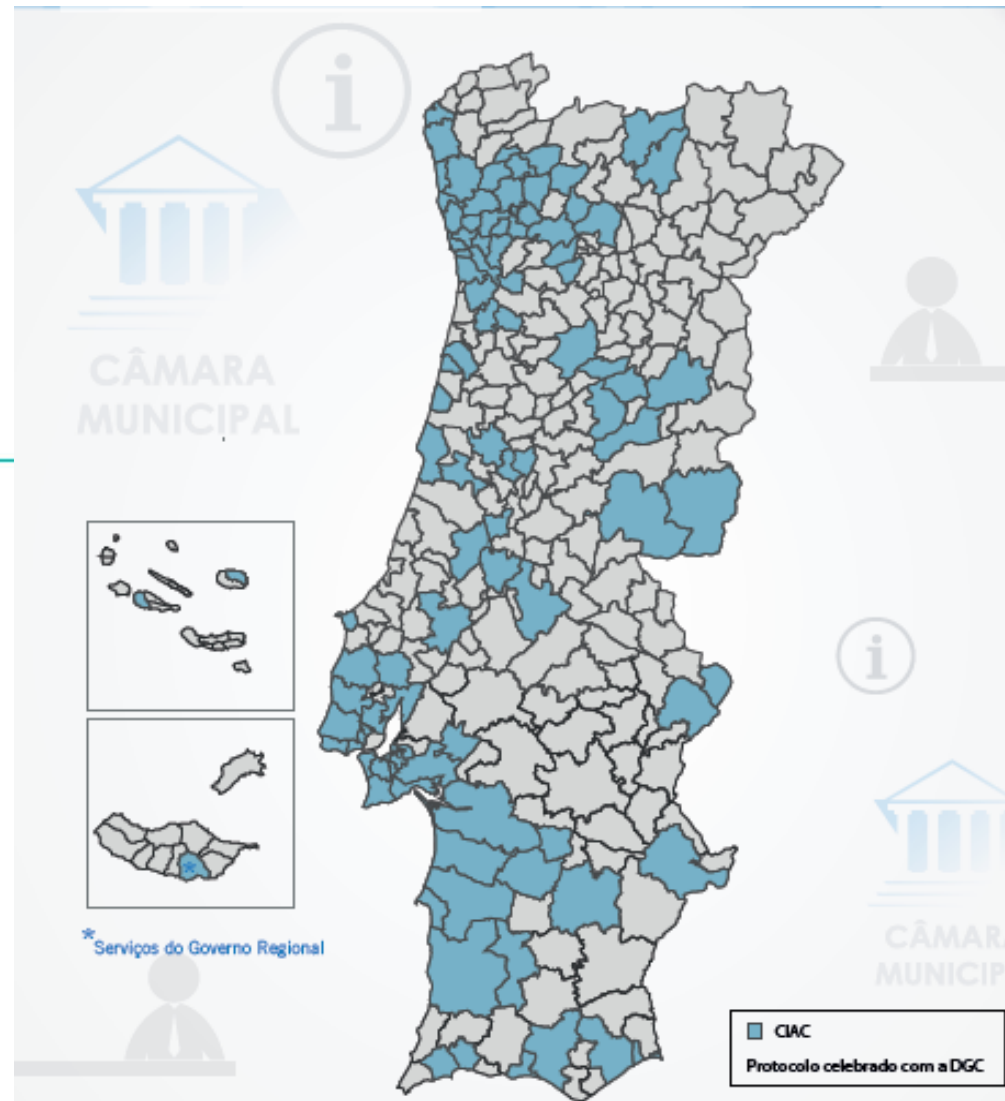 i
CÂMARA
MUNICIPAL
i
*Serviços do Governo Regional
*
CÂMARA
MUNICIP
CIAC
Protocolo celebrado com a DGC